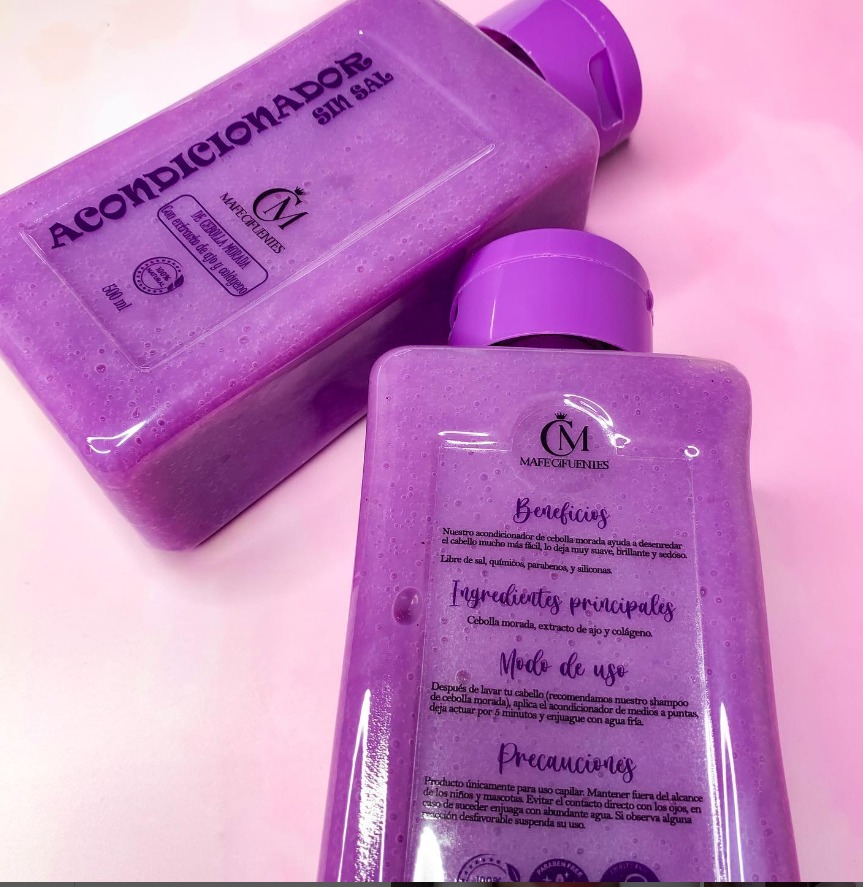 ACONDICIONADOR
SIN SAL
CM
MAFECIFUENTES
DE CEBOLLA MORADA
Con extracto de ajo y colágeno
100%
NATURAL
500 ml
CM
MAFECIFUENTES
Beneficios
Nuestro acondicionador de cebolla morada ayuda a desenredar
el cabello mucho más fácil, lo deja muy suave, brillante y sedoso.
Libre de sal, químicos, parabenos, y siliconas.
Ingredientes principales
Cebolla morada, extracto de ajo y colágeno.
Modo de uso
Después de lavar tu cabello (recomendamos nuestro shampoo
de cebolla morada), aplica el acondicionador de medios a puntas,
deja actuar por 5 minutos y enjuague con agua fría.
Precauciones
Producto únicamente para uso capilar. Mantener fuera del alcance
de los niños y mascotas. Evitar el contacto directo con los ojos, en
caso de suceder enjuaga con abundante agua. Si observa alguna
reacción desfavorable suspenda su uso.
100%
PARABEN FREE